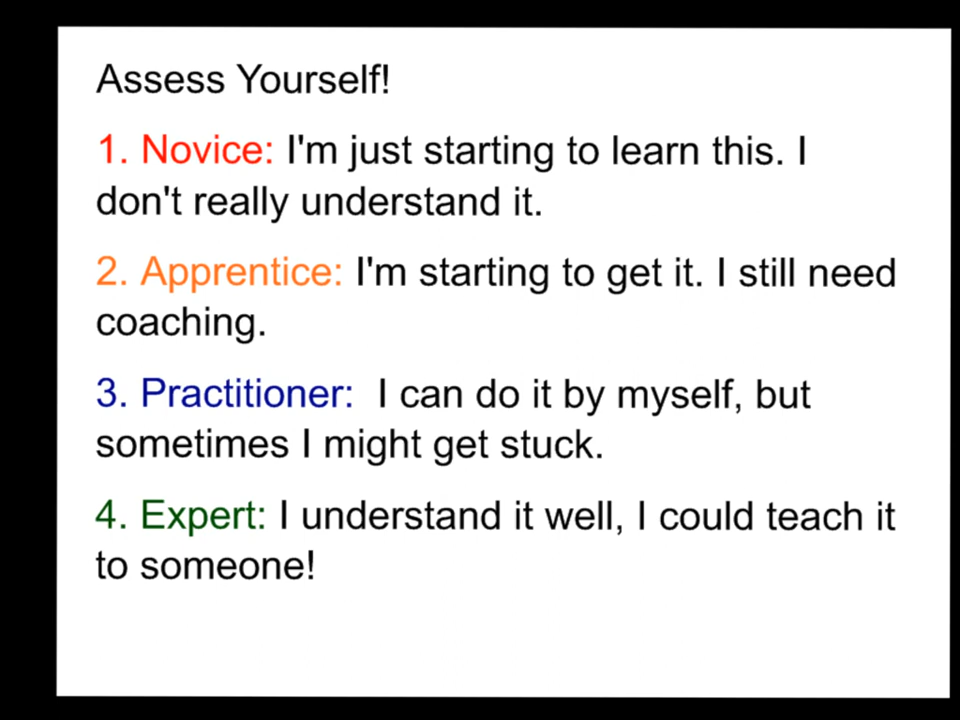 Assess Yourself!
1. Novice: I'm just starting to learn this. I
don't really understand it.
2. Apprentice: I'm starting to get it. I still need
coaching.
3. Practitioner:  I can do it by myself, but
sometimes I might get stuck.
4. Expert: I understand it well, I could teach it
to someone!